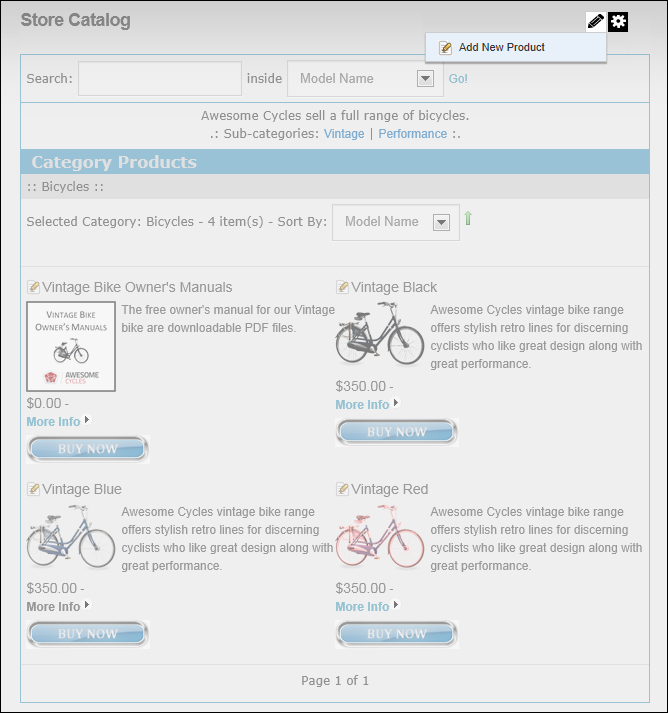 Store Catalog
Add New Product
Search: inside Model Name Go!
Awesome Cycles sell a full range of bicycles.
.: Sub-categories: Vintage | Performance :.
Category Products
:: Bicycles ::
Selected Category: Bicycles - 4 item(s) - Sort By: Model Name
Vintage Bike Owner's Manuals
VINTAGE BIKE
OWNER'S MANUALS
AWESOME
CYCLES
The free owner's manual for our Vintage
bike are downloadable PDF files.
$0.00 -
More Info
BUY NOW
Vintage Black
Awesome Cycles vintage bike range
offers stylish retro lines for discerning
cyclists who like great design along with
great performance.
$350.00 -
More Info
BUY NOW
Vintage Blue
Awesome Cycles vintage bike range
offers stylish retro lines for discerning
cyclists who like great design along with
great performance.
$350.00 -
More Info
BUY NOW
Vintage Red
Awesome Cycles vintage bike range
offers stylish retro lines for discerning
cyclists who like great design along with
great performance.
$350.00 -
More Info
BUY NOW
Page 1 of 1